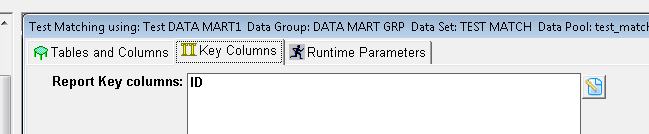 Test Matching using: Test DATA MART1 Data Group: DATA MART GRP Data Set: TEST MATCH Data Pool: test_matc
Tables and Columns Key Columns Runtime Parameters
Report Key columns: ID